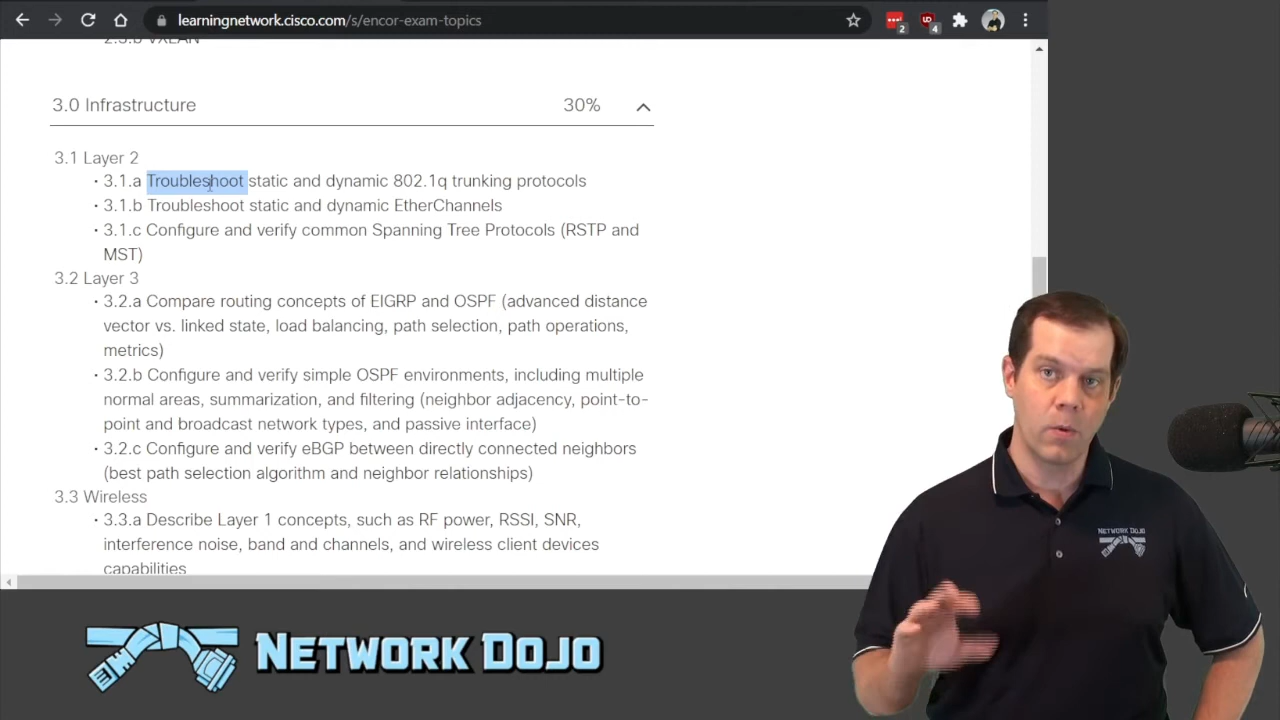 learningnetwork.cisco.com/s/encor-exam-topics
2
4
2.3.b VXLAN
3.0 Infrastructure 30%
3.1 Layer 2
• 3.1.a Troubleshoot static and dynamic 802.1q trunking protocols
• 3.1.b Troubleshoot static and dynamic EtherChannels
• 3.1.c Configure and verify common Spanning Tree Protocols (RSTP and
MST)
3.2 Layer 3
• 3.2.a Compare routing concepts of EIGRP and OSPF (advanced distance
vector vs. linked state, load balancing, path selection, path operations,
metrics)
• 3.2.b Configure and verify simple OSPF environments, including multiple
normal areas, summarization, and filtering (neighbor adjacency, point-to-
point and broadcast network types, and passive interface)
• 3.2.c Configure and verify eBGP between directly connected neighbors
(best path selection algorithm and neighbor relationships)
3.3 Wireless
• 3.3.a Describe Layer 1 concepts, such as RF power, RSSI, SNR,
interference noise, band and channels, and wireless client devices
capabilities
NETWORK DOJO
NETWORK DOJO